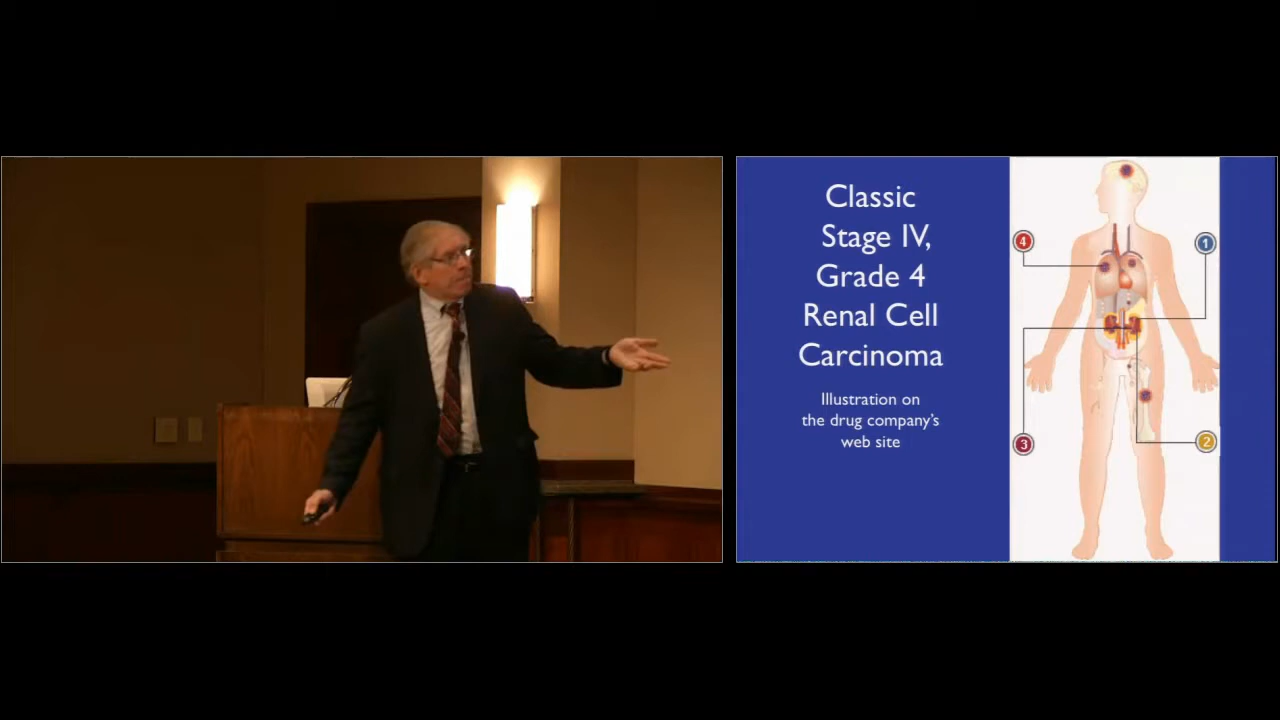 Classic
Stage IV,
Grade 4
Renal Cell
Carcinoma
Illustration on
the drug company's
web site
4
1
3
2